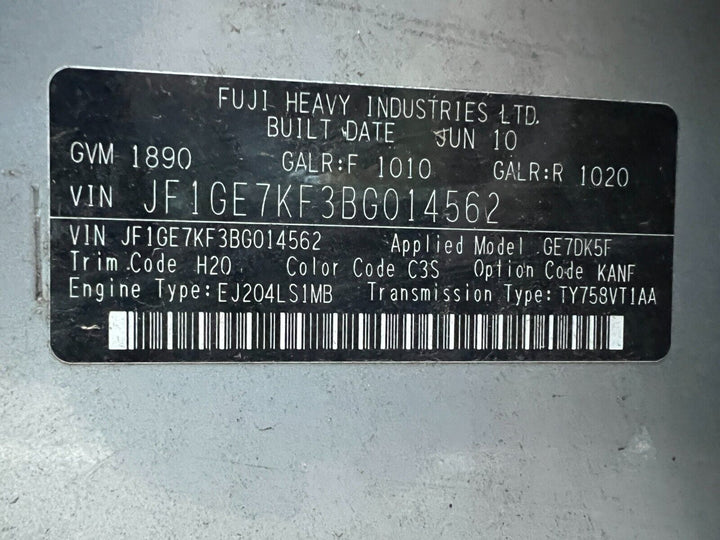 FUJI HEAVY INDUSTRIES LTD.
BUILT DATE JUN 10
GVM 1890 GALR:F 1010 GALR:R 1020
VIN JF1GE7KF3BG014562
VIN JF1GE7KF3BG014562 Applied Model GE7DK5F
Trim Code H20 Color Code C3S Option Code KANF
Engine Type:EJ204LS1MB Transmission Type:TY758VT1AA